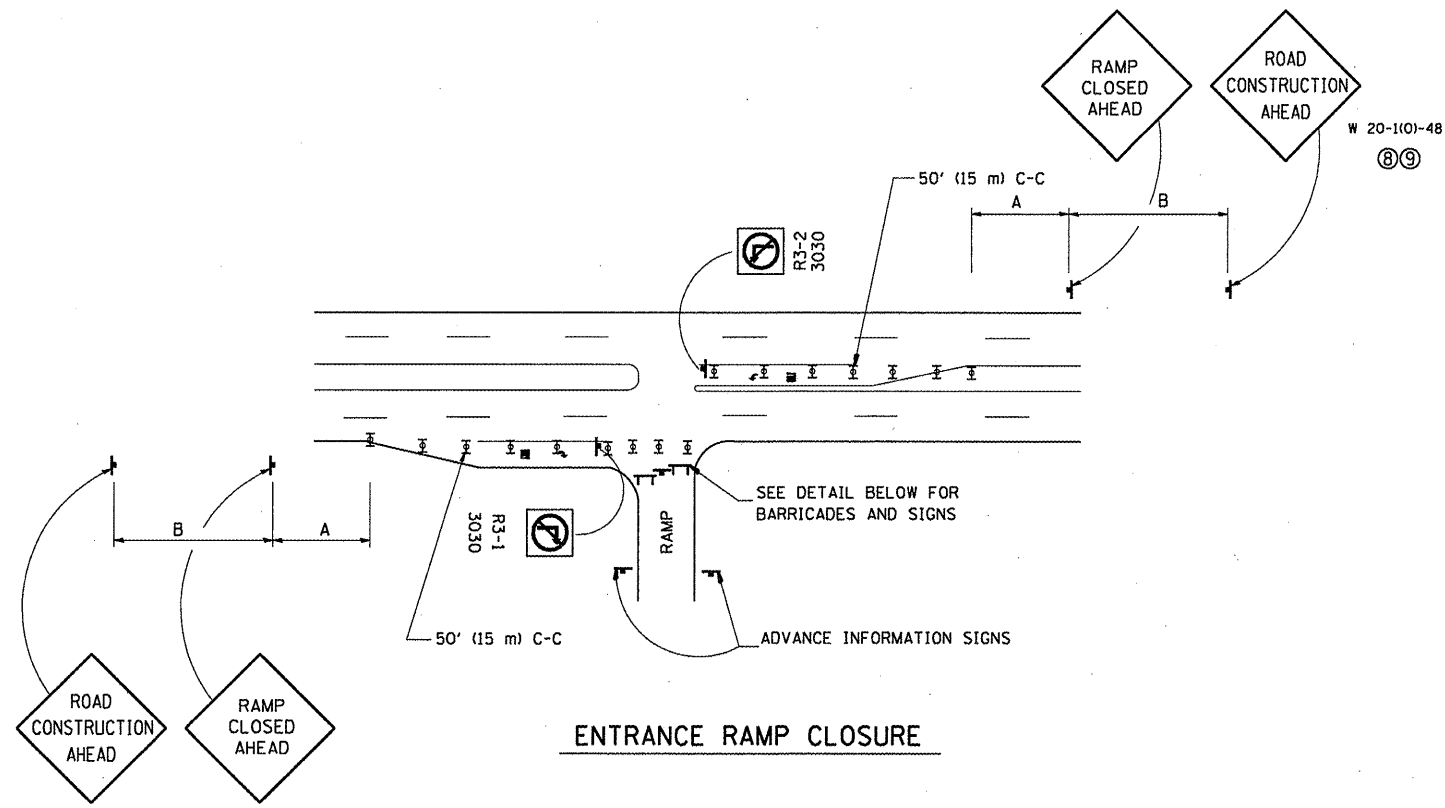 RAMP
CLOSED
AHEAD
ROAD
CONSTRUCTION
AHEAD
W 20-1(O)-48
⑧⑨
50' (15 m) C-C
A
B
R3-2
3030
SEE DETAIL BELOW FOR
BARRICADES AND SIGNS
B
A
R3-1
3030
RAMP
50' (15 m) C-C
ADVANCE INFORMATION SIGNS
ROAD
CONSTRUCTION
AHEAD
RAMP
CLOSED
AHEAD
ENTRANCE RAMP CLOSURE